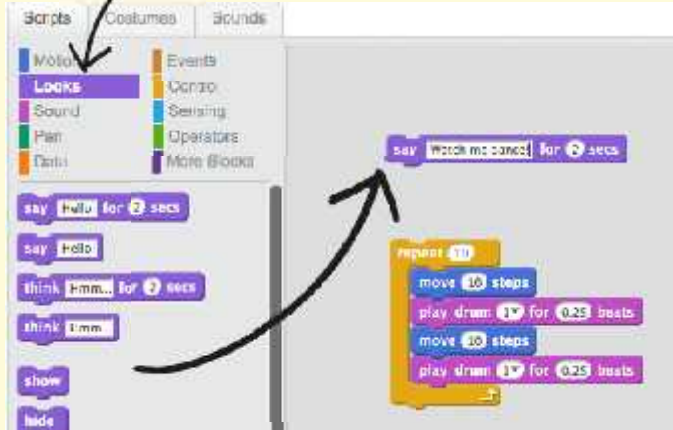 Scripts Costumes Sounds
Motion Events
Looks Control
Sound Sensing
Pen Operators
Data More Blocks
say Hello! for 2 secs
say Hello!
think Hmm... for 2 secs
think Hmm...
show
hide
say Watch me dance! for 2 secs
repeat 10
move 10 steps
play drum 1 for 0.25 beats
move 10 steps
play drum 1 for 0.25 beats